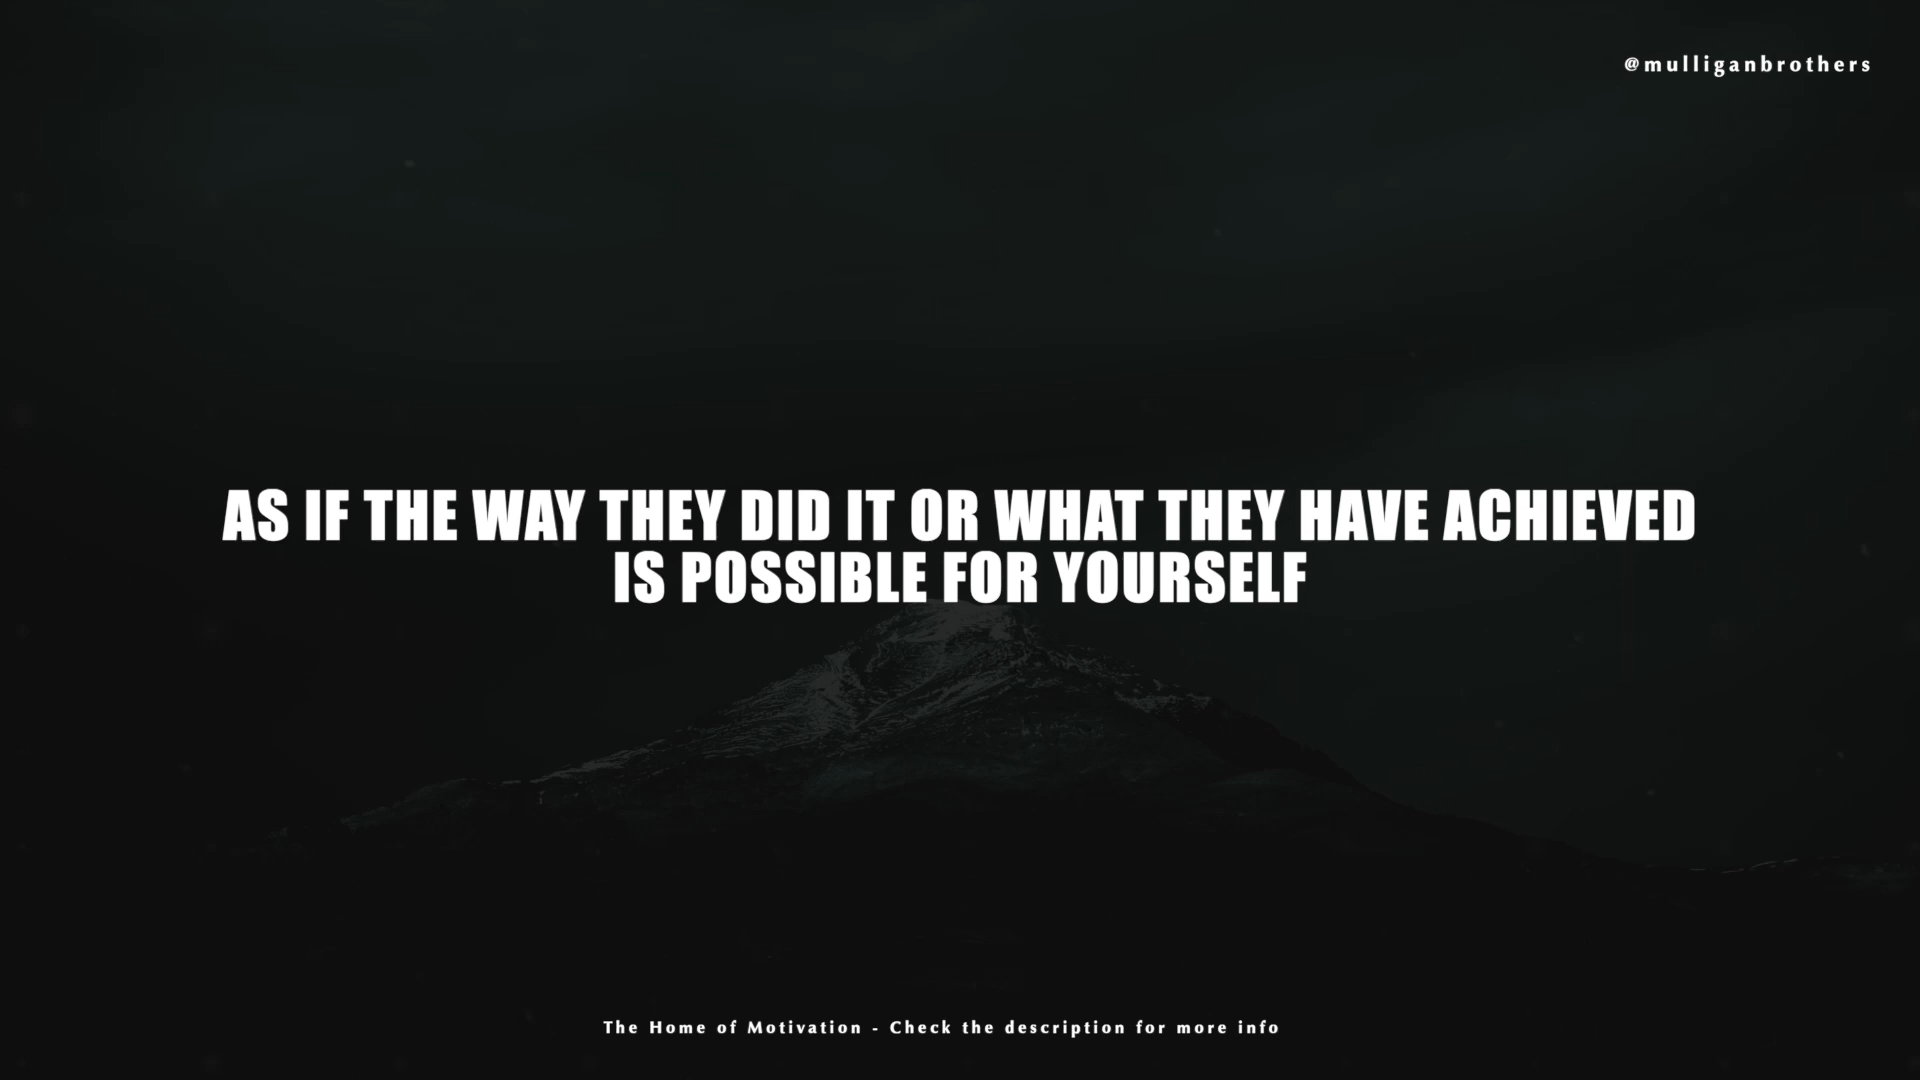 @mulliganbrothers
AS IF THE WAY THEY DID IT OR WHAT THEY HAVE ACHIEVED
IS POSSIBLE FOR YOURSELF
The Home of Motivation - Check the description for more info